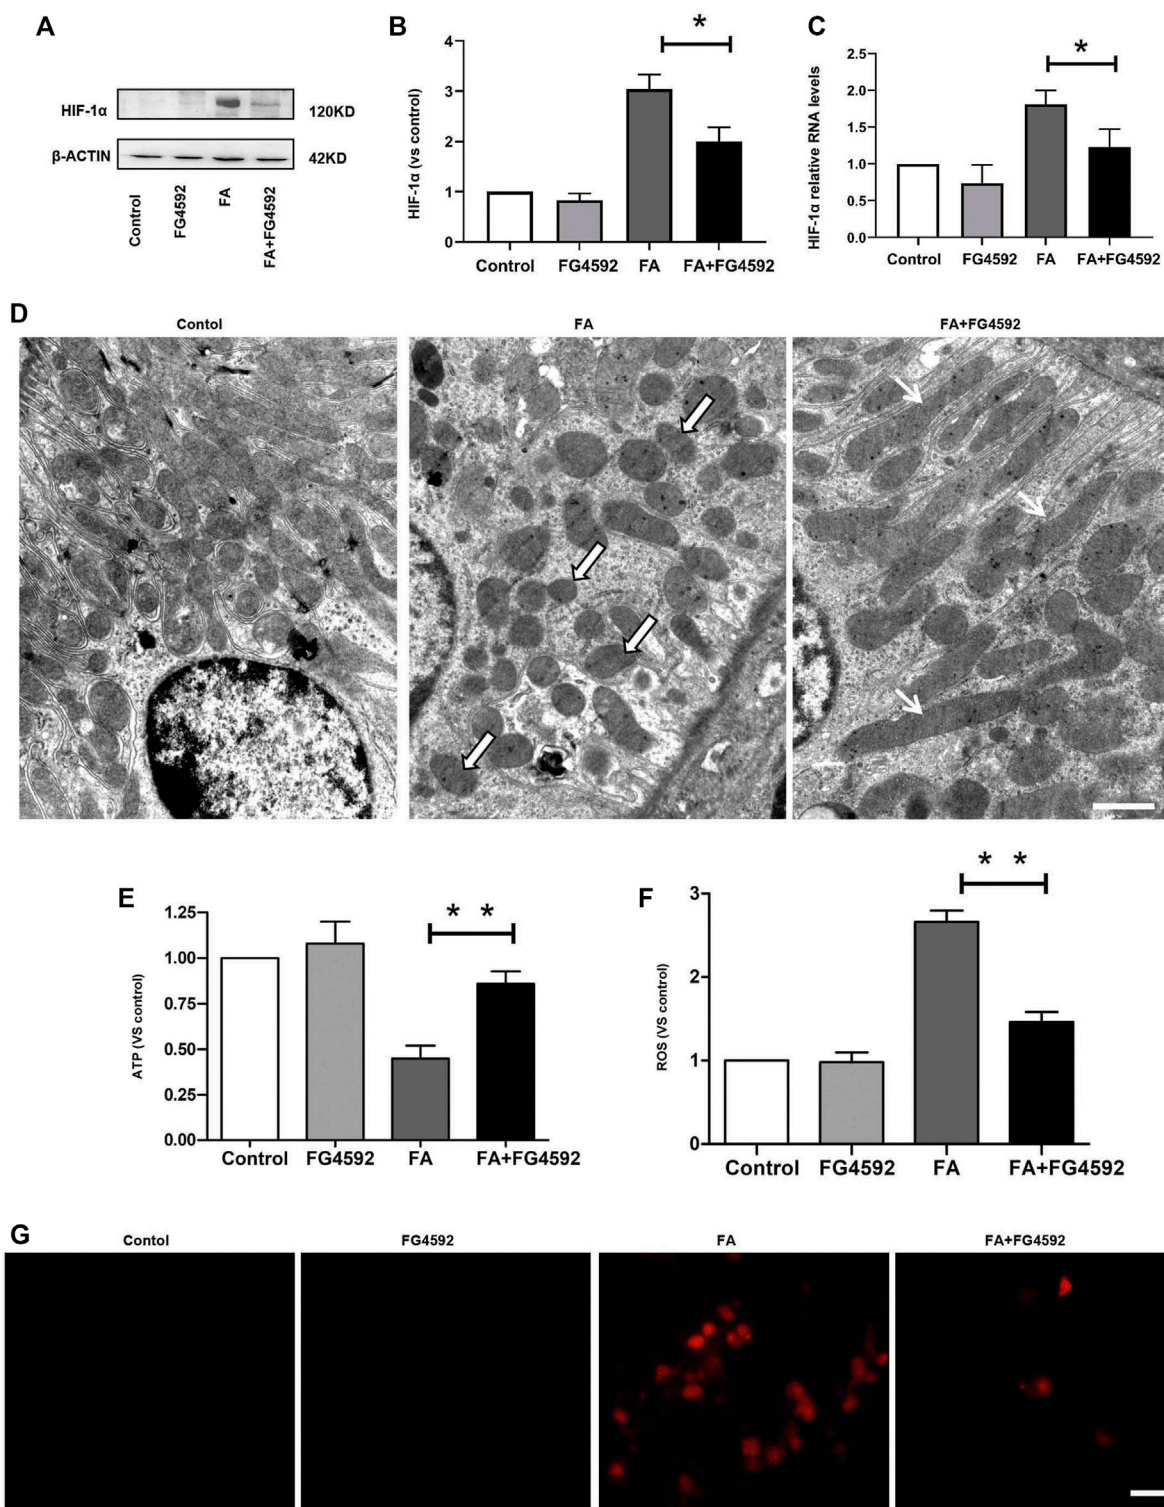 A
HIF-1α
120KD
β-ACTIN
42KD
Control
FG4592
FA
FA+FG4592
B
*
HIF-1α (vs control)
4
3
2
1
0
Control FG4592 FA FA+FG4592
C
*
HIF-1α relative RNA levels
2.5
2.0
1.5
1.0
0.5
0.0
Control FG4592 FA FA+FG4592
D
Contol FA FA+FG4592
E
* *
ATP (VS control)
1.25
1.00
0.75
0.50
0.25
0.00
Control FG4592 FA FA+FG4592
F
* *
ROS (VS control)
3
2
1
0
Control FG4592 FA FA+FG4592
G
Contol FG4592 FA FA+FG4592